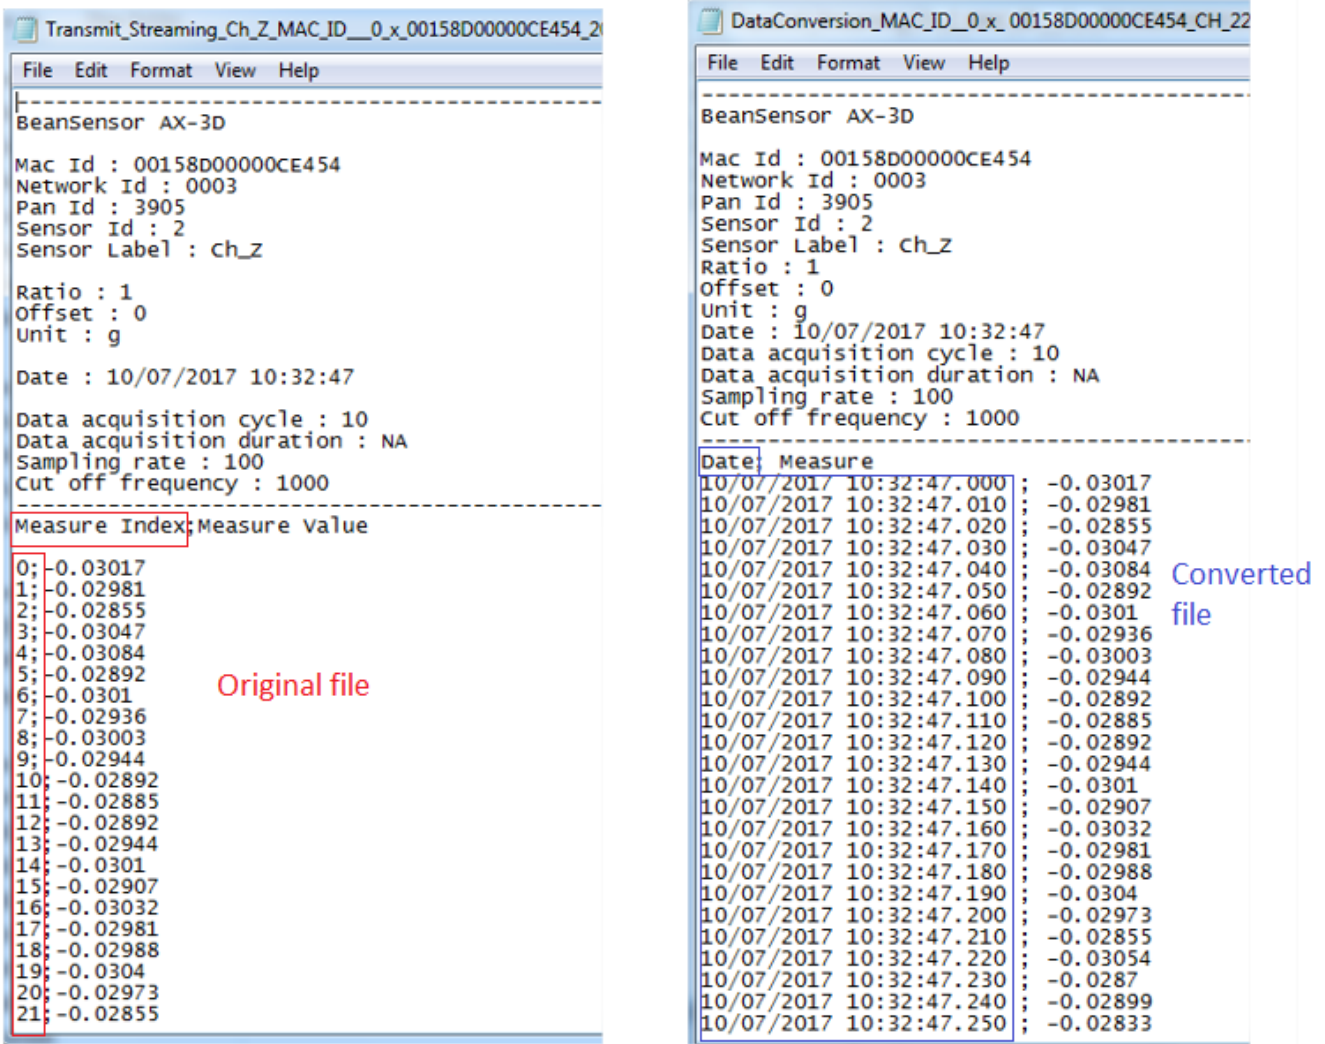 Transmit_Streaming_Ch_Z_MAC_ID__0_x_00158D00000CE454_20
File Edit Format View Help
--------------------------------------------
BeanSensor AX-3D
Mac Id : 00158D00000CE454
Network Id : 0003
Pan Id : 3905
Sensor Id : 2
Sensor Label : Ch_Z
Ratio : 1
Offset : 0
Unit : g
Date : 10/07/2017 10:32:47
Data acquisition cycle : 10
Data acquisition duration : NA
Sampling rate : 100
Cut off frequency : 1000
--------------------------------------------
Measure Index;Measure Value
0;-0.03017
1;-0.02981
2;-0.02855
3;-0.03047
4;-0.03084
5;-0.02892
6;-0.0301
7;-0.02936
8;-0.03003
9;-0.02944
10;-0.02892
11;-0.02885
12;-0.02892
13;-0.02944
14;-0.0301
15;-0.02907
16;-0.03032
17;-0.02981
18;-0.02988
19;-0.0304
20;-0.02973
21;-0.02855
Original file
DataConversion_MAC_ID__0_x_ 00158D00000CE454_CH_22
File Edit Format View Help
--------------------------------------------
BeanSensor AX-3D
Mac Id : 00158D00000CE454
Network Id : 0003
Pan Id : 3905
Sensor Id : 2
Sensor Label : Ch_Z
Ratio : 1
Offset : 0
Unit : g
Date : 10/07/2017 10:32:47
Data acquisition cycle : 10
Data acquisition duration : NA
Sampling rate : 100
Cut off frequency : 1000
--------------------------------------------
Date; Measure
10/07/2017 10:32:47.000 ; -0.03017
10/07/2017 10:32:47.010 ; -0.02981
10/07/2017 10:32:47.020 ; -0.02855
10/07/2017 10:32:47.030 ; -0.03047
10/07/2017 10:32:47.040 ; -0.03084
10/07/2017 10:32:47.050 ; -0.02892
10/07/2017 10:32:47.060 ; -0.0301
10/07/2017 10:32:47.070 ; -0.02936
10/07/2017 10:32:47.080 ; -0.03003
10/07/2017 10:32:47.090 ; -0.02944
10/07/2017 10:32:47.100 ; -0.02892
10/07/2017 10:32:47.110 ; -0.02885
10/07/2017 10:32:47.120 ; -0.02892
10/07/2017 10:32:47.130 ; -0.02944
10/07/2017 10:32:47.140 ; -0.0301
10/07/2017 10:32:47.150 ; -0.02907
10/07/2017 10:32:47.160 ; -0.03032
10/07/2017 10:32:47.170 ; -0.02981
10/07/2017 10:32:47.180 ; -0.02988
10/07/2017 10:32:47.190 ; -0.0304
10/07/2017 10:32:47.200 ; -0.02973
10/07/2017 10:32:47.210 ; -0.02855
10/07/2017 10:32:47.220 ; -0.03054
10/07/2017 10:32:47.230 ; -0.0287
10/07/2017 10:32:47.240 ; -0.02899
10/07/2017 10:32:47.250 ; -0.02833
Converted
file